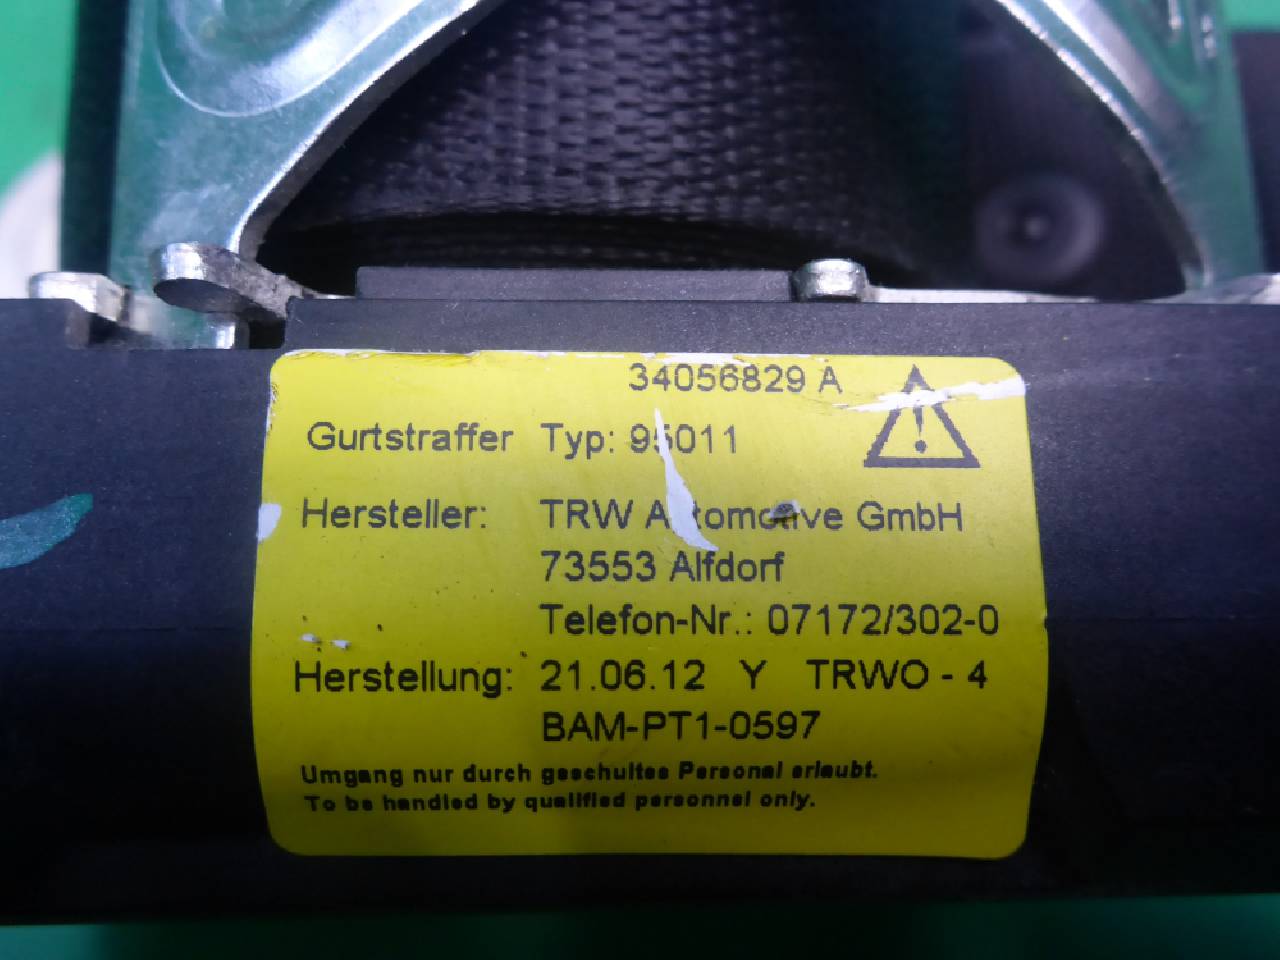 34056829 A
Gurtstraffer Typ: 95011
Hersteller: TRW Automotive GmbH
73553 Alfdorf
Telefon-Nr.: 07172/302-0
Herstellung: 21.06.12 Y TRWO - 4
BAM-PT1-0597
Umgang nur durch geschultes Personal erlaubt.
To be handled by qualified personnel only.